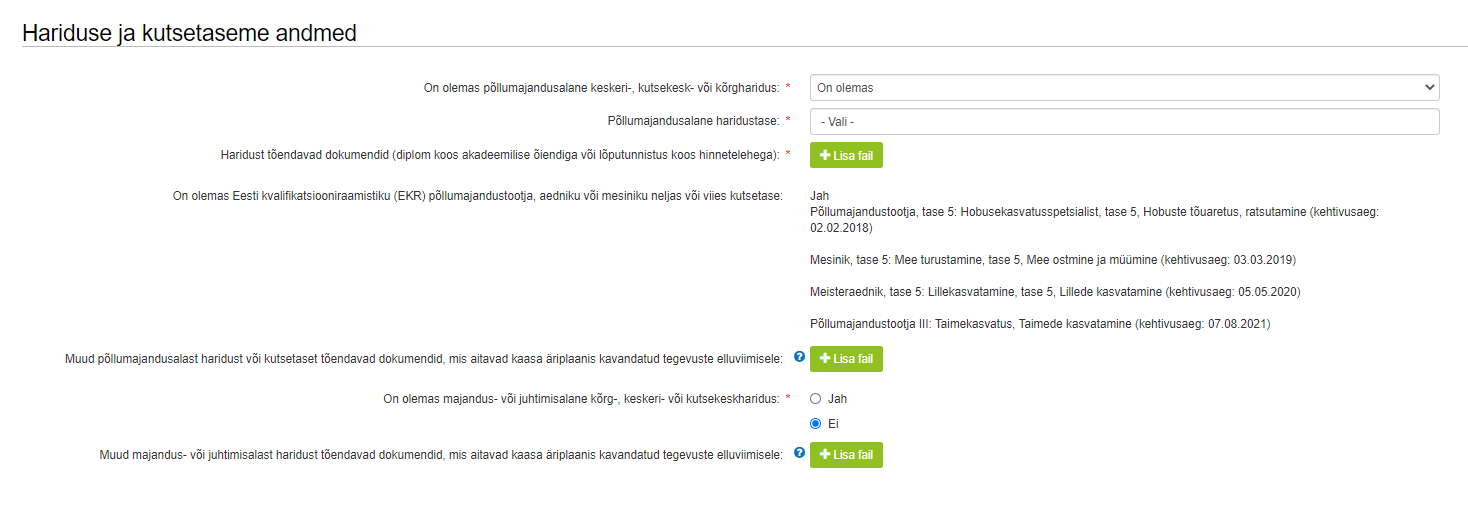 Hariduse ja kutsetaseme andmed
On olemas põllumajandusalane keskeri-, kutsekesk- või kõrgharidus: * On olemas
Põllumajandusalane haridustase: * - Vali -
Haridust tõendavad dokumendid (diplom koos akadeemilise õiendiga või lõputunnistus koos hinnetelehega): * Lisa fail
On olemas Eesti kvalifikatsiooniraamistiku (EKR) põllumajandustootja, aedniku või mesiniku neljas või viies kutsetase: Jah
Põllumajandustootja, tase 5: Hobusekasvatusspetsialist, tase 5, Hobuste tõuaretus, ratsutamine (kehtivusaeg:
02.02.2018)
Mesinik, tase 5: Mee turustamine, tase 5, Mee ostmine ja müümine (kehtivusaeg: 03.03.2019)
Meisteraednik, tase 5: Lillekasvatamine, tase 5, Lillede kasvatamine (kehtivusaeg: 05.05.2020)
Põllumajandustootja III: Taimekasvatus, Taimede kasvatamine (kehtivusaeg: 07.08.2021)
Muud põllumajandusalast haridust või kutsetaset tõendavad dokumendid, mis aitavad kaasa äriplaanis kavandatud tegevuste elluviimisele: ? Lisa fail
On olemas majandus- või juhtimisalane kõrg-, keskeri- või kutsekeskharidus: * Jah
Ei
Muud majandus- või juhtimisalast haridust tõendavad dokumendid, mis aitavad kaasa äriplaanis kavandatud tegevuste elluviimisele: ? Lisa fail